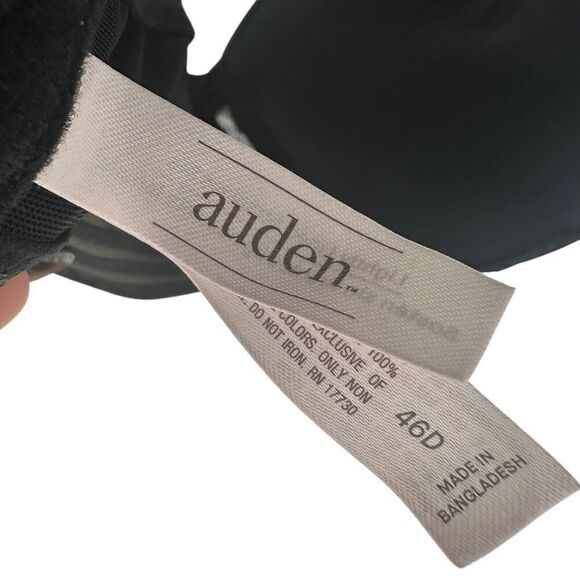 auden™
100%
EXCLUSIVE OF
COLORS. ONLY NON
DO NOT IRON. RN 17730
46D
MADE IN
BANGLADESH